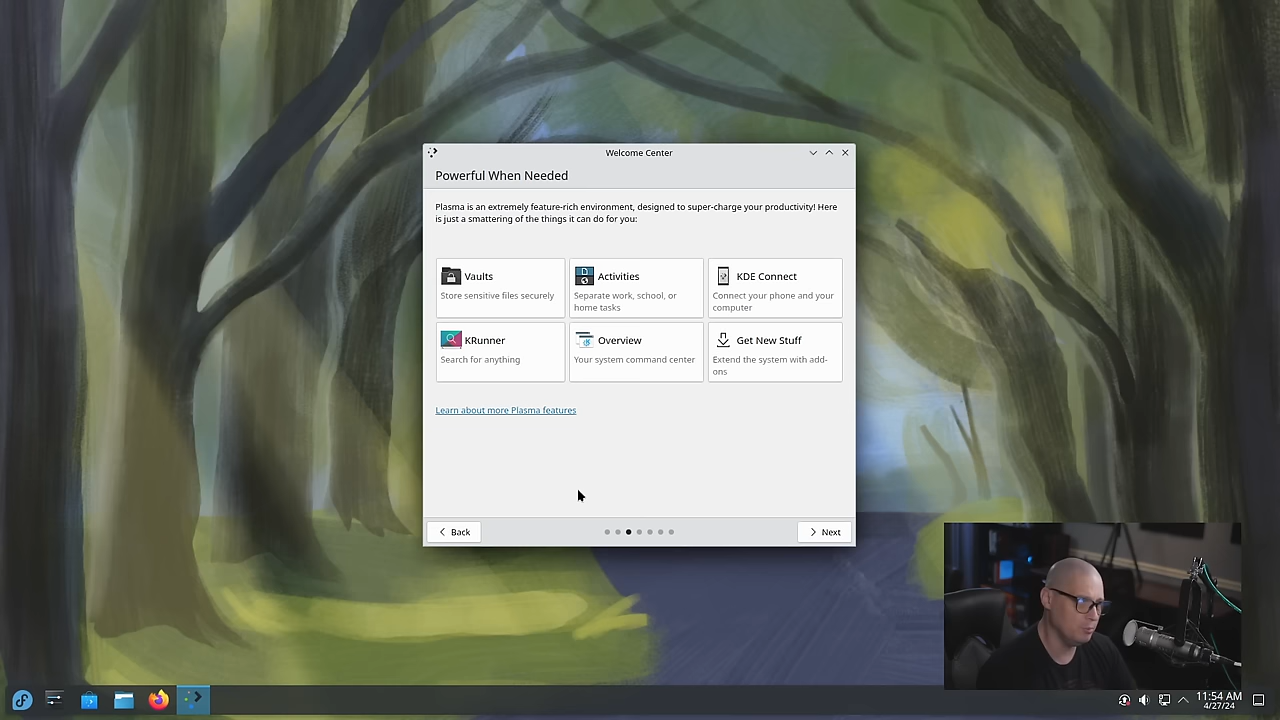 Welcome Center
Powerful When Needed
Plasma is an extremely feature-rich environment, designed to super-charge your productivity! Here
is just a smattering of the things it can do for you:
Vaults
Store sensitive files securely
Activities
Separate work, school, or
home tasks
KDE Connect
Connect your phone and your
computer
KRunner
Search for anything
Overview
Your system command center
Get New Stuff
Extend the system with add-
ons
Learn about more Plasma features
Back
Next
11:54 AM
4/27/24